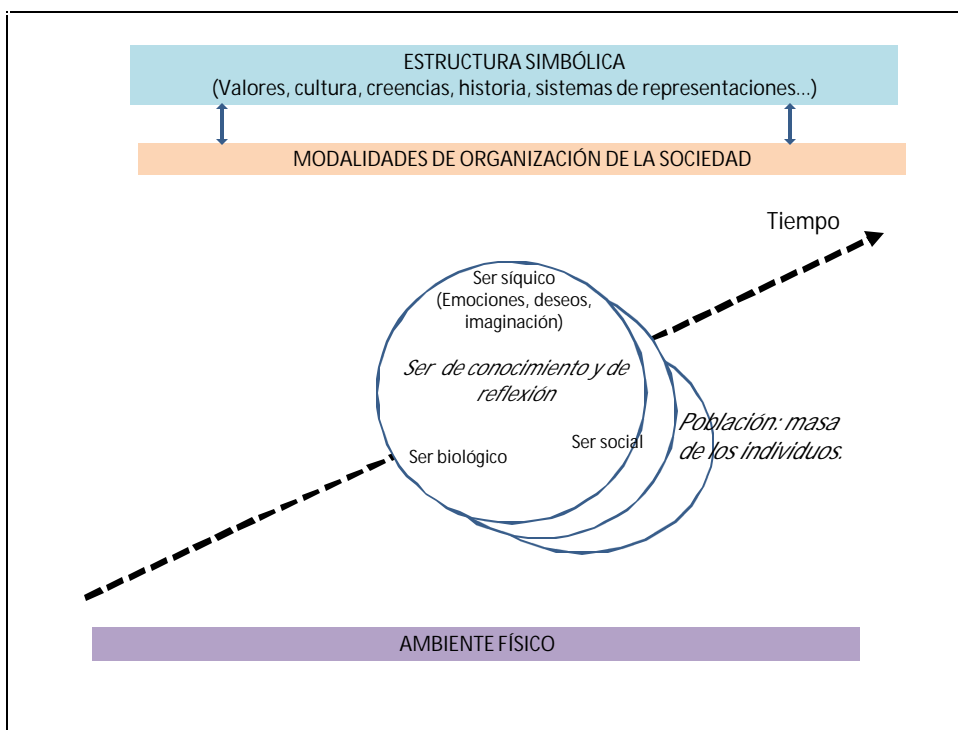 ESTRUCTURA SIMBÓLICA
(Valores, cultura, creencias, historia, sistemas de representaciones...)
MODALIDADES DE ORGANIZACIÓN DE LA SOCIEDAD
Tiempo
Ser síquico
(Emociones, deseos,
imaginación)
Ser de conocimiento y de
reflexión
Población: masa
de los individuos.
Ser social
Ser biológico
AMBIENTE FÍSICO